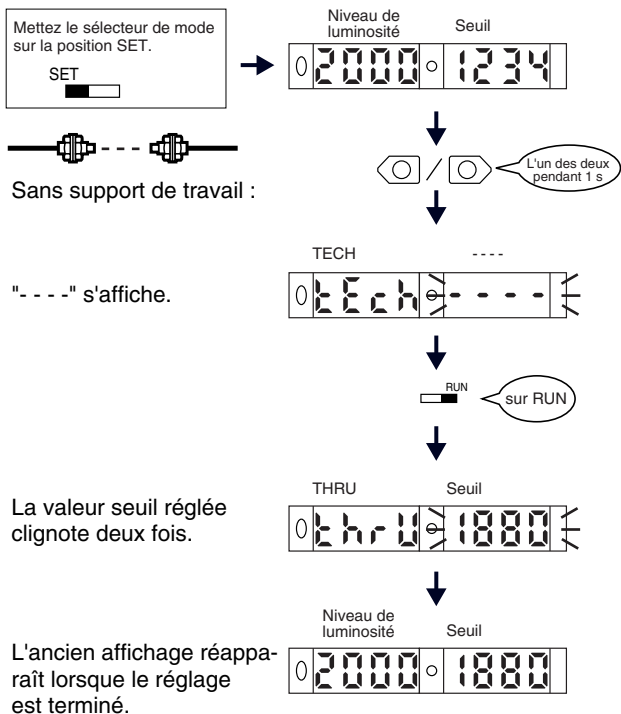 Mettez le sélecteur de mode
sur la position SET.
SET
Niveau de
luminosité
Seuil
2000 1234
L'un des deux
pendant 1 s
Sans support de travail :
TECH
- - - -
"- - - -" s'affiche.
tEch - - - -
RUN
sur RUN
THRU
Seuil
La valeur seuil réglée
clignote deux fois.
thrU 1880
Niveau de
luminosité
Seuil
L'ancien affichage réappa-
raît lorsque le réglage
est terminé.
2000 1880